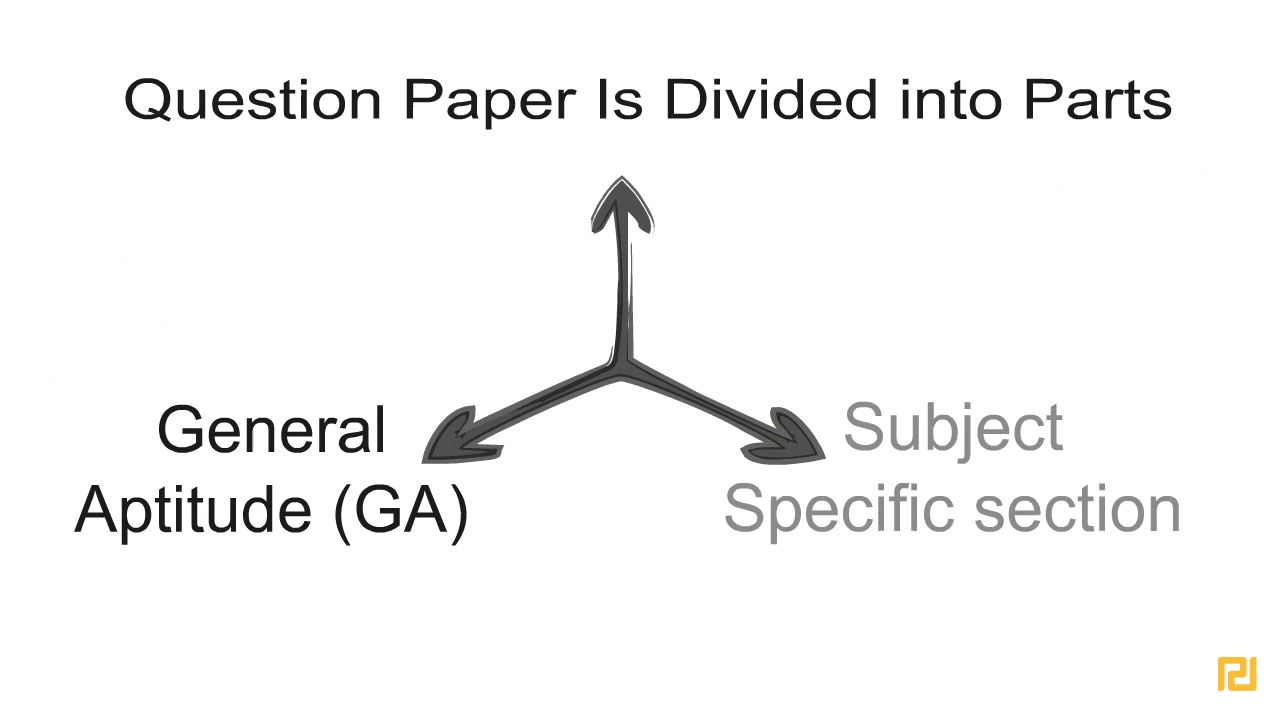 Question Paper Is Divided into Parts
General
Aptitude (GA)
Subject
Specific section